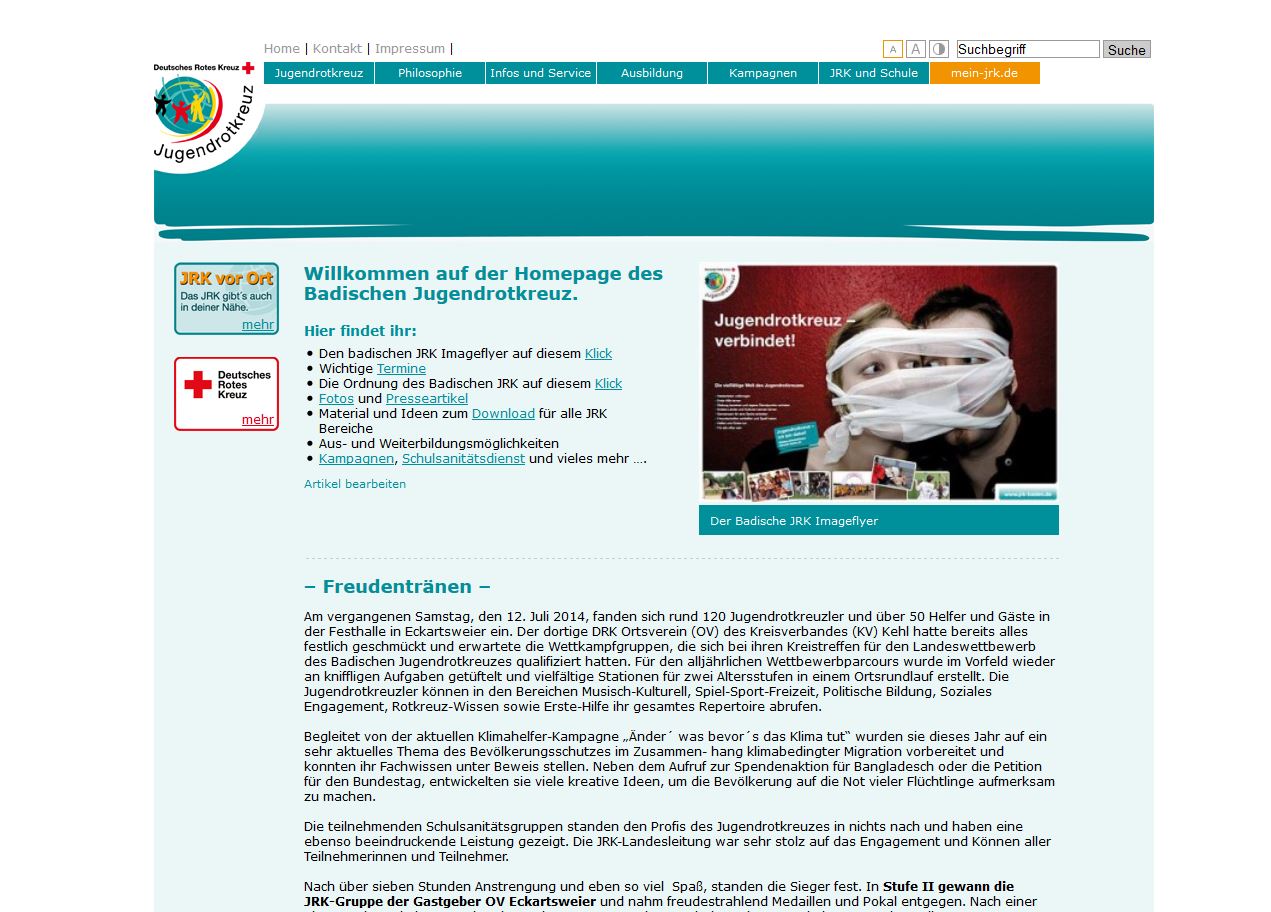 Home | Kontakt | Impressum |
A A Suchbegriff Suche
Deutsches Rotes Kreuz
Jugendrotkreuz
Jugendrotkreuz Philosophie Infos und Service Ausbildung Kampagnen JRK und Schule mein-jrk.de
JRK vor Ort
Das JRK gibt´s auch
in deiner Nähe.
mehr
Deutsches
Rotes
Kreuz
mehr
Willkommen auf der Homepage des
Badischen Jugendrotkreuz.
Hier findet ihr:
• Den badischen JRK Imageflyer auf diesem Klick
• Wichtige Termine
• Die Ordnung des Badischen JRK auf diesem Klick
• Fotos und Presseartikel
• Material und Ideen zum Download für alle JRK
Bereiche
• Aus- und Weiterbildungsmöglichkeiten
• Kampagnen, Schulsanitätsdienst und vieles mehr ….
Artikel bearbeiten
Jugendrotkreuz –
verbindet!
Die vielfältige Welt des Jugendrotkreuzes
www.jrk-baden.de
Der Badische JRK Imageflyer
– Freudentränen –
Am vergangenen Samstag, den 12. Juli 2014, fanden sich rund 120 Jugendrotkreuzler und über 50 Helfer und Gäste in
der Festhalle in Eckartsweier ein. Der dortige DRK Ortsverein (OV) des Kreisverbandes (KV) Kehl hatte bereits alles
festlich geschmückt und erwartete die Wettkampfgruppen, die sich bei ihren Kreistreffen für den Landeswettbewerb
des Badischen Jugendrotkreuzes qualifiziert hatten. Für den alljährlichen Wettbewerbparcours wurde im Vorfeld wieder
an kniffligen Aufgaben getüftelt und vielfältige Stationen für zwei Altersstufen in einem Ortsrundlauf erstellt. Die
Jugendrotkreuzler können in den Bereichen Musisch-Kulturell, Spiel-Sport-Freizeit, Politische Bildung, Soziales
Engagement, Rotkreuz-Wissen sowie Erste-Hilfe ihr gesamtes Repertoire abrufen.
Begleitet von der aktuellen Klimahelfer-Kampagne „Änder´ was bevor´s das Klima tut“ wurden sie dieses Jahr auf ein
sehr aktuelles Thema des Bevölkerungsschutzes im Zusammen- hang klimabedingter Migration vorbereitet und
konnten ihr Fachwissen unter Beweis stellen. Neben dem Aufruf zur Spendenaktion für Bangladesch oder die Petition
für den Bundestag, entwickelten sie viele kreative Ideen, um die Bevölkerung auf die Not vieler Flüchtlinge aufmerksam
zu machen.
Die teilnehmenden Schulsanitätsgruppen standen den Profis des Jugendrotkreuzes in nichts nach und haben eine
ebenso beeindruckende Leistung gezeigt. Die JRK-Landesleitung war sehr stolz auf das Engagement und Können aller
Teilnehmerinnen und Teilnehmer.
Nach über sieben Stunden Anstrengung und eben so viel Spaß, standen die Sieger fest. In Stufe II gewann die
JRK-Gruppe der Gastgeber OV Eckartsweier und nahm freudestrahlend Medaillen und Pokal entgegen. Nach einer